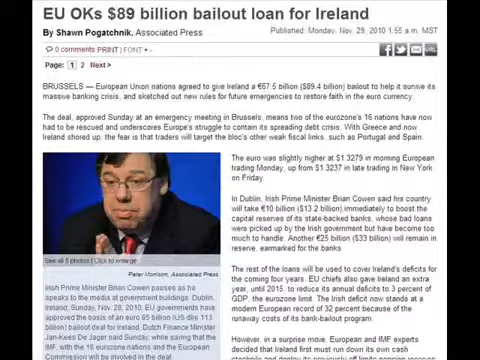 EU OKs $89 billion bailout loan for Ireland
By Shawn Pogatchnik, Associated Press
Published: Monday, Nov. 29, 2010 1:55 a.m. MST
0 comments PRINT | FONT + -
Page: 1 2 Next >
BRUSSELS — European Union nations agreed to give Ireland a €67.5 billion ($89.4 billion) bailout to help it survive its
massive banking crisis, and sketched out new rules for future emergencies to restore faith in the euro currency.
The deal, approved Sunday at an emergency meeting in Brussels, means two of the eurozone's 16 nations have now
had to be rescued and underscores Europe's struggle to contain its spreading debt crisis. With Greece and now
Ireland shored up, the fear is that traders will target the bloc's other weak fiscal links, such as Portugal and Spain.
See all 5 photos | Click to enlarge
Peter Morrison, Associated Press
Irish Prime Minister Brian Cowen pauses as he
speaks to the media at government buildings. Dublin,
Ireland, Sunday, Nov. 28, 2010. EU governments have
approved the basis of an euro 85 billion (US dlrs 113
billion) bailout deal for Ireland. Dutch Finance Minister
Jan-Kees De Jager said Sunday, while saving that the
IMF, with the 16 eurozone nations and the European
Commission will be involved in the deal.
The euro was slightly higher at $1.3279 in morning European
trading Monday, up from $1.3237 in late trading in New York
on Friday.
In Dublin, Irish Prime Minister Brian Cowen said his country
will take €10 billion ($13.2 billion) immediately to boost the
capital reserves of its state-backed banks, whose bad loans
were picked up by the Irish government but have become too
much to handle. Another €25 billion ($33 billion) will remain in
reserve, earmarked for the banks
The rest of the loans will be used to cover Ireland's deficits for
the coming four years. EU chiefs also gave Ireland an extra
year, until 2015, to reduce its annual deficits to 3 percent of
GDP, the eurozone limit. The Irish deficit now stands at a
modern European record of 32 percent because of the
runaway costs of its bank-bailout program.
However, in a surprise move, European and IMF experts
decided that Ireland first must run down its own cash